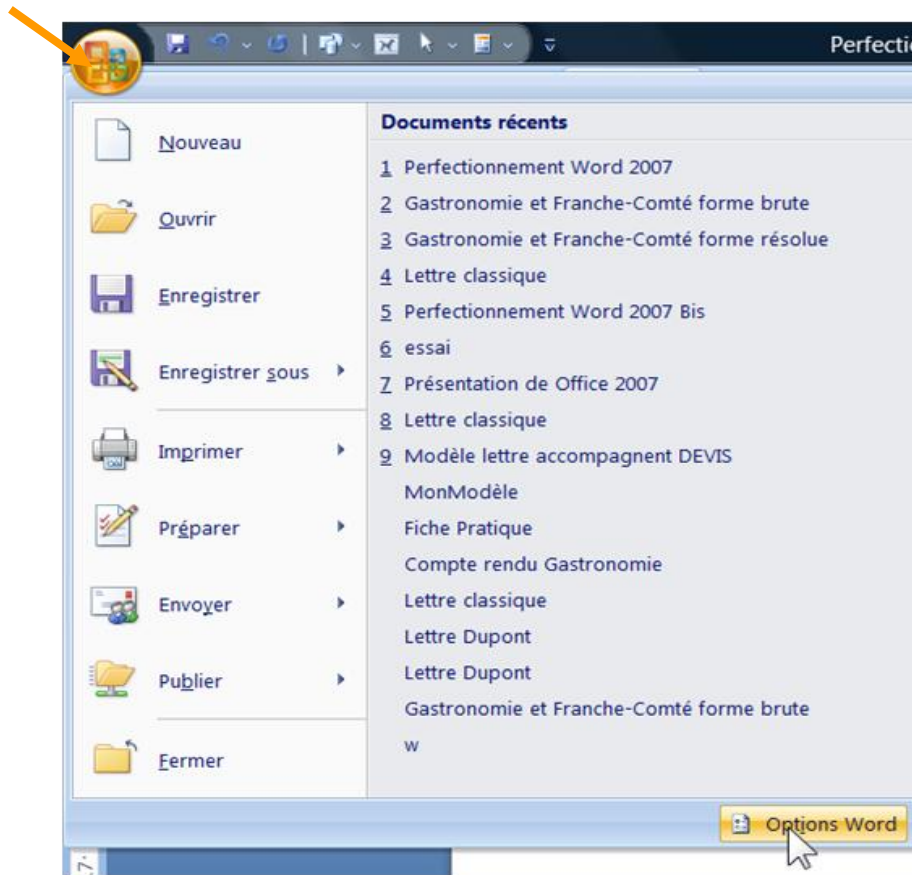 Perfecti
Nouveau
Ouvrir
Enregistrer
Enregistrer sous
Imprimer
Préparer
Envoyer
Publier
Fermer
Documents récents
1 Perfectionnement Word 2007
2 Gastronomie et Franche-Comté forme brute
3 Gastronomie et Franche-Comté forme résolue
4 Lettre classique
5 Perfectionnement Word 2007 Bis
6 essai
7 Présentation de Office 2007
8 Lettre classique
9 Modèle lettre accompagnent DEVIS
MonModèle
Fiche Pratique
Compte rendu Gastronomie
Lettre classique
Lettre Dupont
Lettre Dupont
Gastronomie et Franche-Comté forme brute
w
Options Word
17